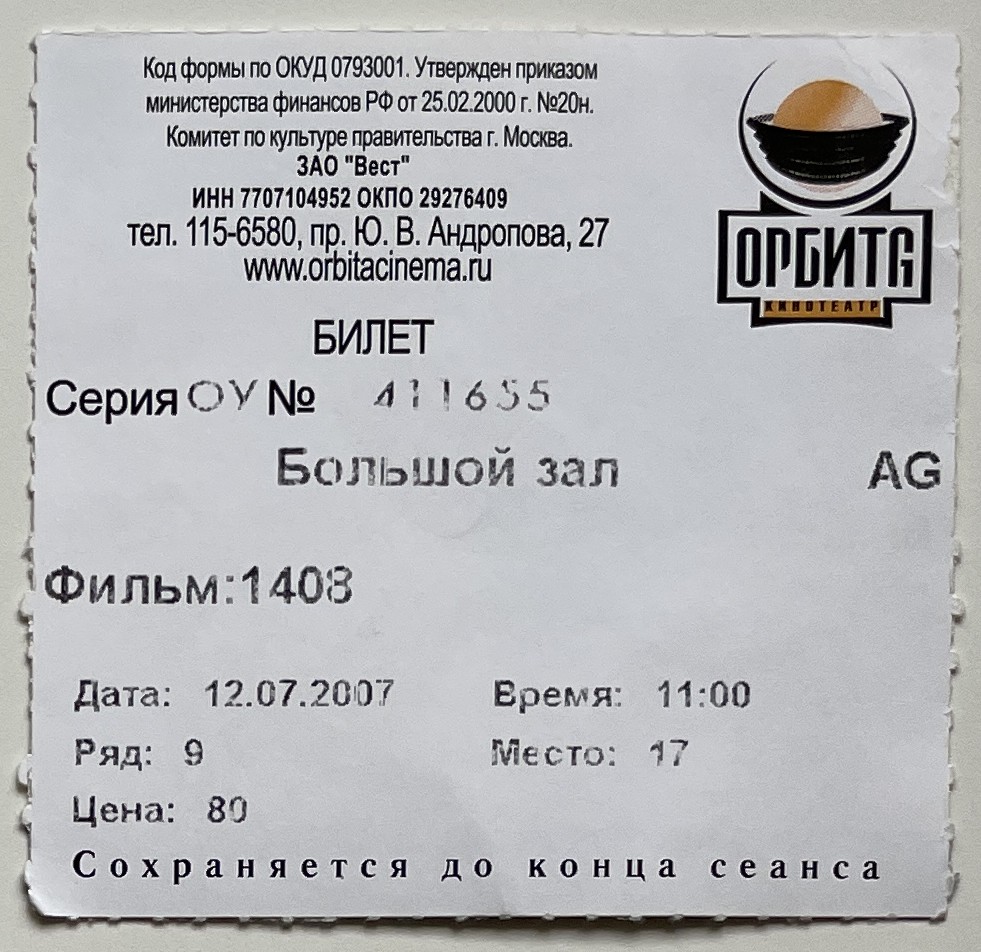 Код формы по ОКУД 0793001. Утвержден приказом
министерства финансов РФ от 25.02.2000 г. №20н.
Комитет по культуре правительства г. Москва.
ЗАО "Вест"
ИНН 7707104952 ОКПО 29276409
тел. 115-6580, пр. Ю. В. Андропова, 27
www.orbitacinema.ru
ОРБИТА
КИНОТЕАТР
БИЛЕТ
Серия ОУ № 411655
Большой зал AG
Фильм:1408
Дата: 12.07.2007 Время: 11:00
Ряд: 9 Место: 17
Цена: 80
Сохраняется до конца сеанса